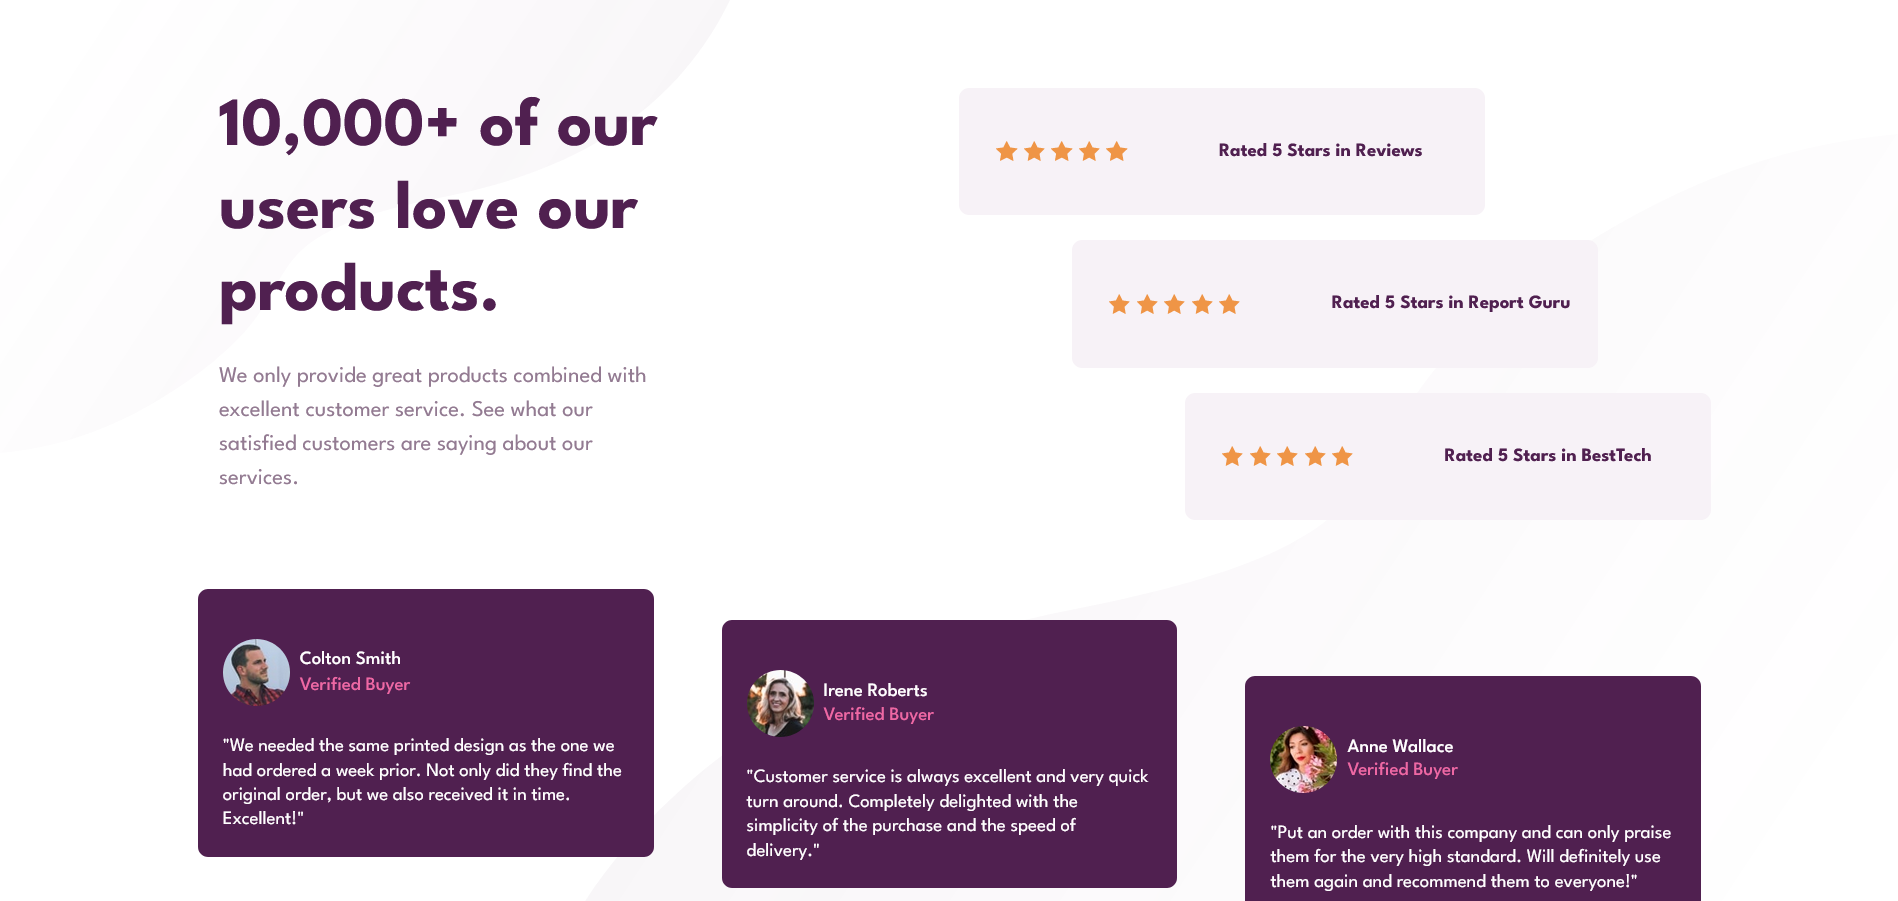 10,000+ of our
users love our
products.
We only provide great products combined with
excellent customer service. See what our
satisfied customers are saying about our
services.
Rated 5 Stars in Reviews
Rated 5 Stars in Report Guru
Rated 5 Stars in BestTech
Colton Smith
Verified Buyer
"We needed the same printed design as the one we
had ordered a week prior. Not only did they find the
original order, but we also received it in time.
Excellent!"
Irene Roberts
Verified Buyer
"Customer service is always excellent and very quick
turn around. Completely delighted with the
simplicity of the purchase and the speed of
delivery."
Anne Wallace
Verified Buyer
"Put an order with this company and can only praise
them for the very high standard. Will definitely use
them again and recommend them to everyone!"